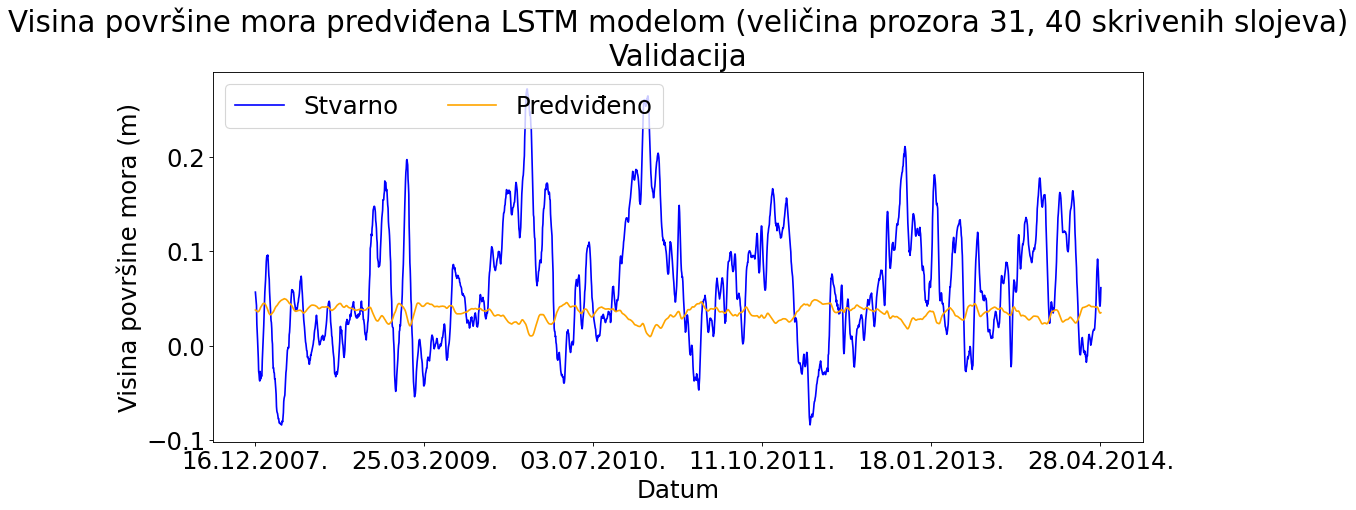 Visina površine mora predviđena LSTM modelom (veličina prozora 31, 40 skrivenih slojeva)
Validacija
Stvarno Predviđeno
Visina površine mora (m)
0.2
0.1
0.0
−0.1
16.12.2007. 25.03.2009. 03.07.2010. 11.10.2011. 18.01.2013. 28.04.2014.
Datum